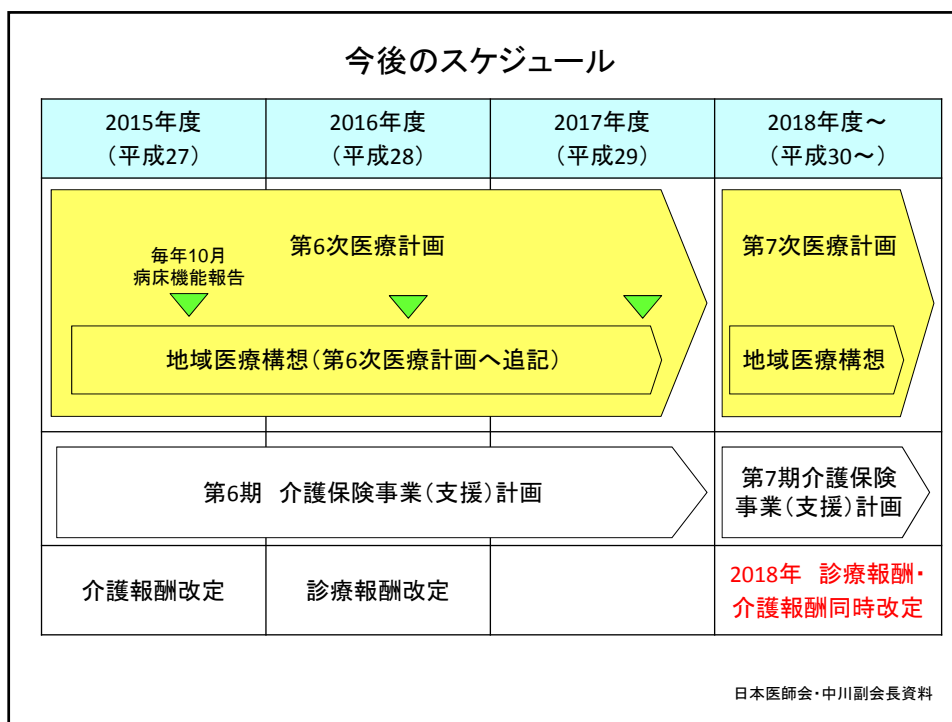 今後のスケジュール
2015年度
(平成27)
2016年度
(平成28)
2017年度
(平成29)
2018年度～
(平成30～)
第6次医療計画
毎年10月
病床機能報告
地域医療構想(第6次医療計画へ追記)
第7次医療計画
地域医療構想
第6期 介護保険事業(支援)計画
第7期介護保険
事業(支援)計画
介護報酬改定
診療報酬改定
2018年 診療報酬・
介護報酬同時改定
日本医師会・中川副会長資料